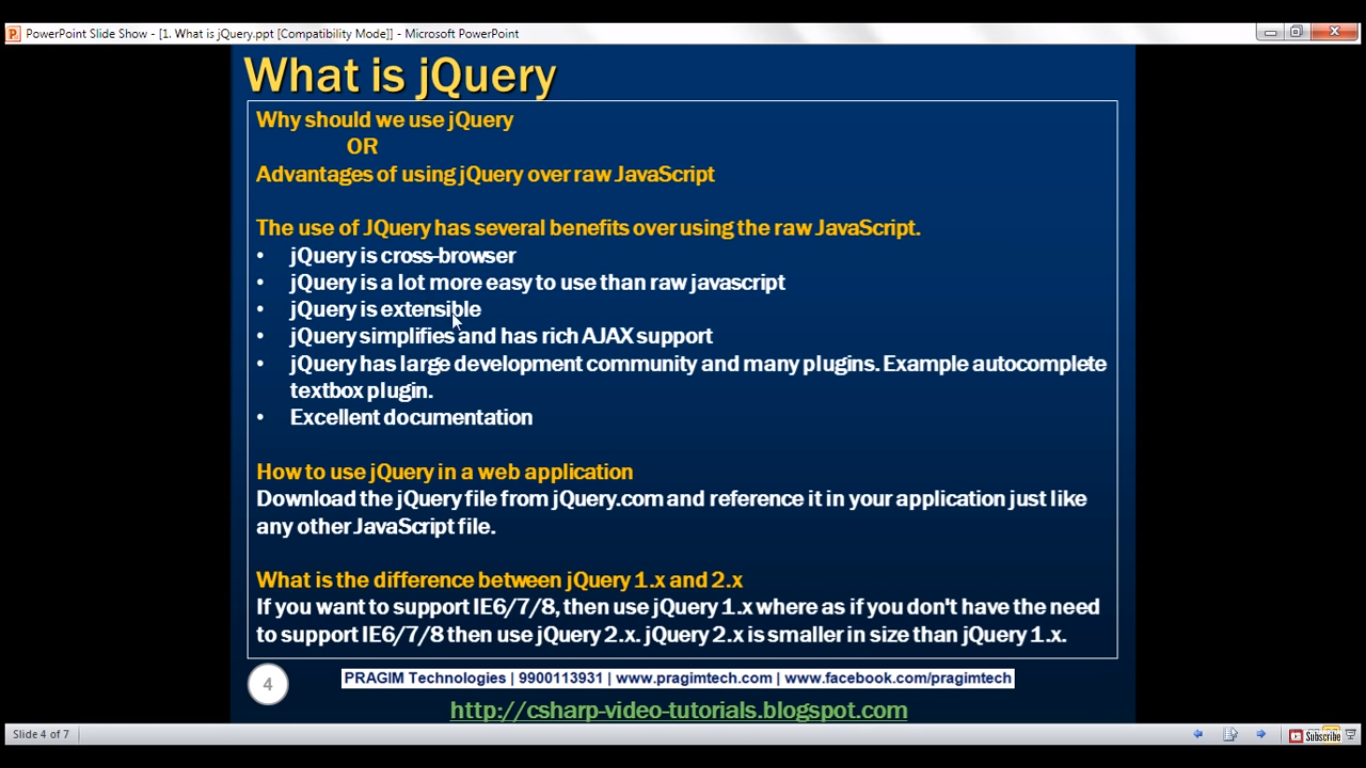 PowerPoint Slide Show - [1. What is jQuery.ppt [Compatibility Mode]] - Microsoft PowerPoint
What is jQuery
Why should we use jQuery
OR
Advantages of using jQuery over raw JavaScript
The use of JQuery has several benefits over using the raw JavaScript.
• jQuery is cross-browser
• jQuery is a lot more easy to use than raw javascript
• jQuery is extensible
• jQuery simplifies and has rich AJAX support
• jQuery has large development community and many plugins. Example autocomplete
textbox plugin.
• Excellent documentation
How to use jQuery in a web application
Download the jQuery file from jQuery.com and reference it in your application just like
any other JavaScript file.
What is the difference between jQuery 1.x and 2.x
If you want to support IE6/7/8, then use jQuery 1.x where as if you don't have the need
to support IE6/7/8 then use jQuery 2.x. jQuery 2.x is smaller in size than jQuery 1.x.
4
PRAGIM Technologies | 9900113931 | www.pragimtech.com | www.facebook.com/pragimtech
http://csharp-video-tutorials.blogspot.com
Slide 4 of 7
Subscribe